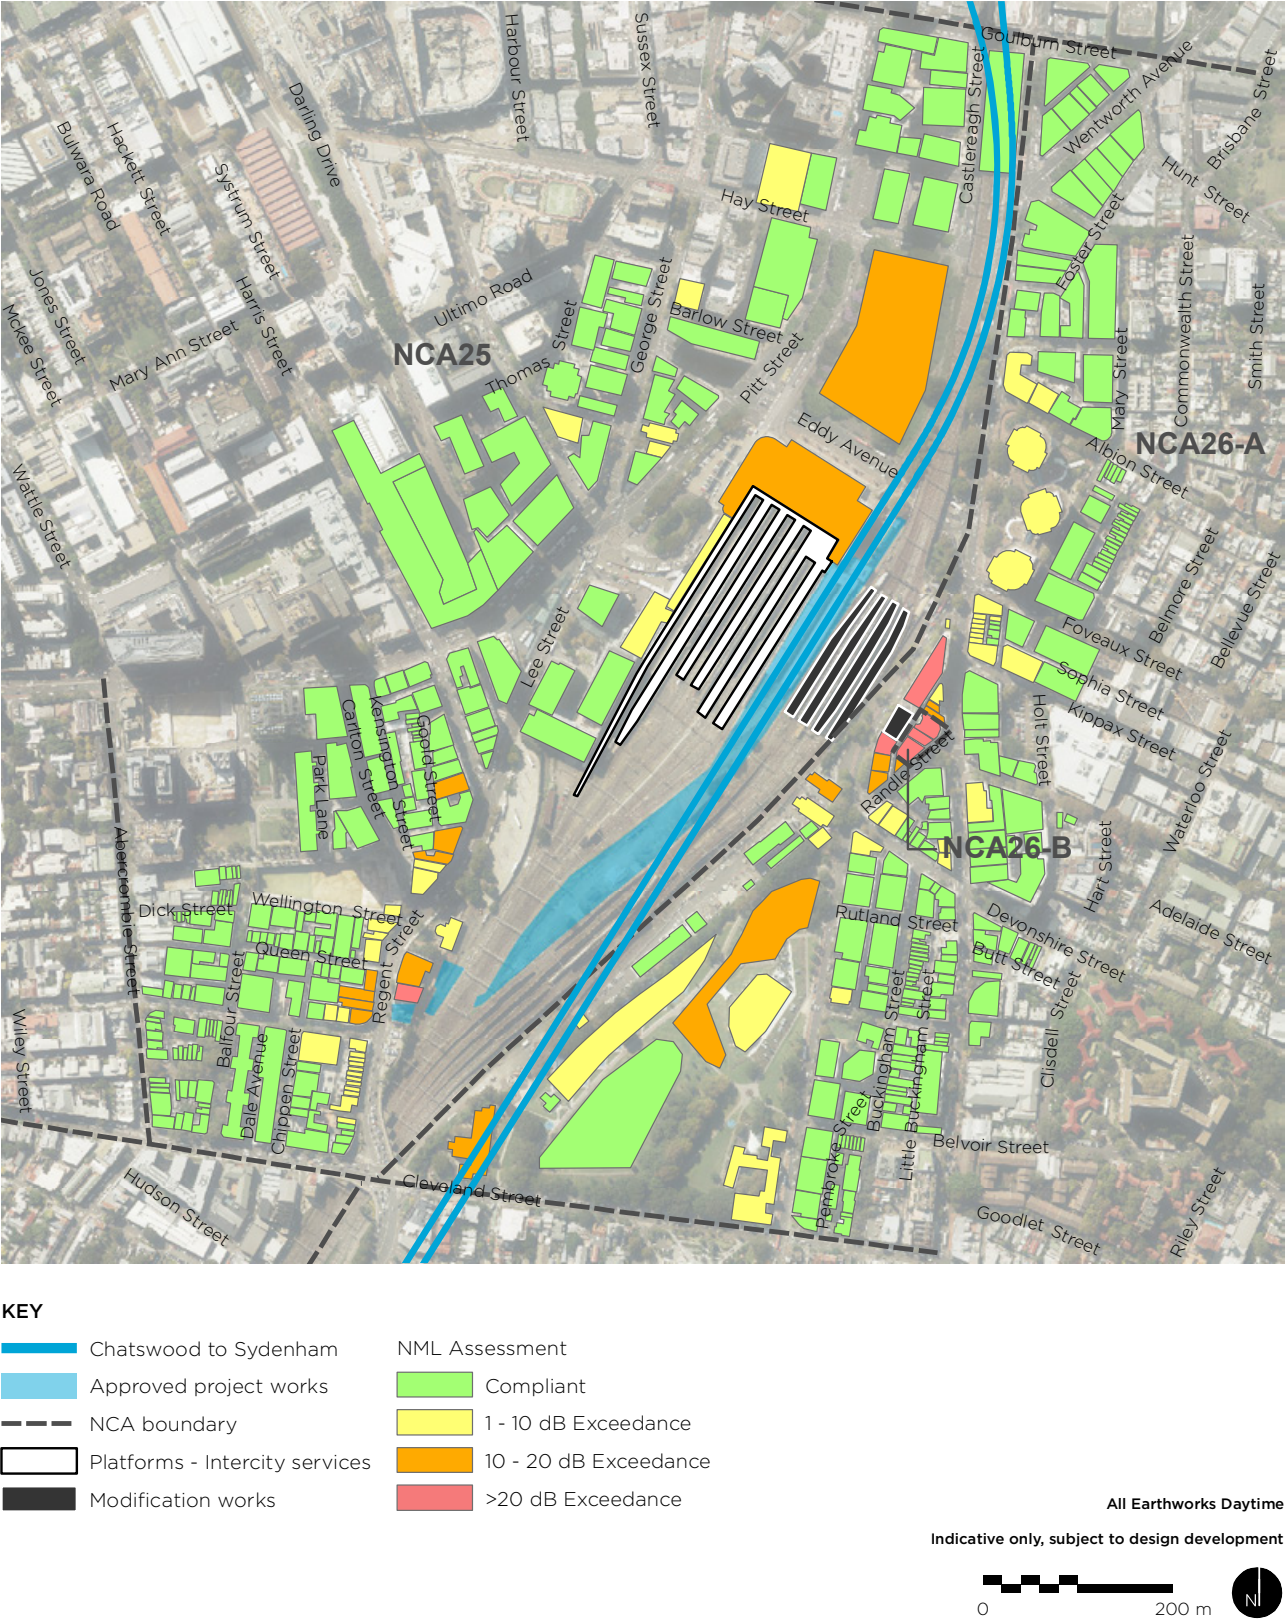 Goulburn Street
Harbour Street
Sussex Street
Castlereagh Street
Wentworth Avenue
Brisbane Street
Darling Drive
Bulwara Road
Hackett Street
Systrum Street
Hunt Street
Hay Street
Foster Street
Commonwealth Street
Smith Street
Jones Street
Mckee Street
Harris Street
Mary Ann Street
Ultimo Road
Thomas Street
George Street
Barlow Street
Pitt Street
Mary Street
NCA25
Eddy Avenue
Albion Street
NCA26-A
Wattle Street
Belmore Street
Bellevue Street
Lee Street
Foveaux Street
Sophia Street
Kippax Street
Holt Street
Kensington Street
Carlton Street
Goold Street
Park Lane
Randle Street
Waterloo Street
NCA26-B
Hart Street
Abercrombie Street
Dick Street
Wellington Street
Queen Street
Regent Street
Balfour Street
Rutland Street
Devonshire Street
Butt Street
Adelaide Street
Wiley Street
Dale Avenue
Chippen Street
Buckingham Street
Little Buckingham Street
Clisdell Street
Pembroke Street
Belvoir Street
Hudson Street
Cleveland Street
Goodlet Street
Riley Street
KEY
Chatswood to Sydenham
Approved project works
NCA boundary
Platforms - Intercity services
Modification works
NML Assessment
Compliant
1 - 10 dB Exceedance
10 - 20 dB Exceedance
>20 dB Exceedance
All Earthworks Daytime
Indicative only, subject to design development
0 200 m
N